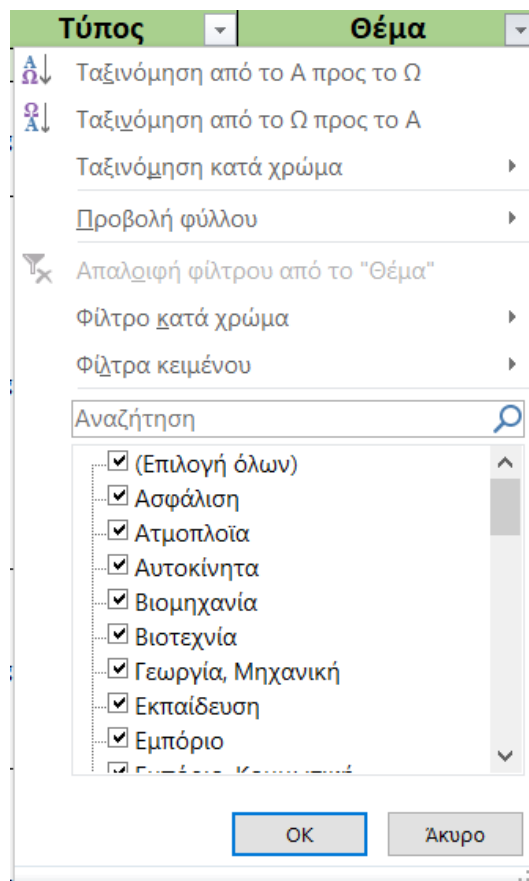 Τύπος Θέμα
Ταξινόμηση από το Α προς το Ω
Ταξινόμηση από το Ω προς το Α
Ταξινόμηση κατά χρώμα
Προβολή φύλλου
Απαλοιφή φίλτρου από το "Θέμα"
Φίλτρο κατά χρώμα
Φίλτρα κειμένου
Αναζήτηση
(Επιλογή όλων)
Ασφάλιση
Ατμοπλοϊα
Αυτοκίνητα
Βιομηχανία
Βιοτεχνία
Γεωργία, Μηχανική
Εκπαίδευση
Εμπόριο
OK Άκυρο